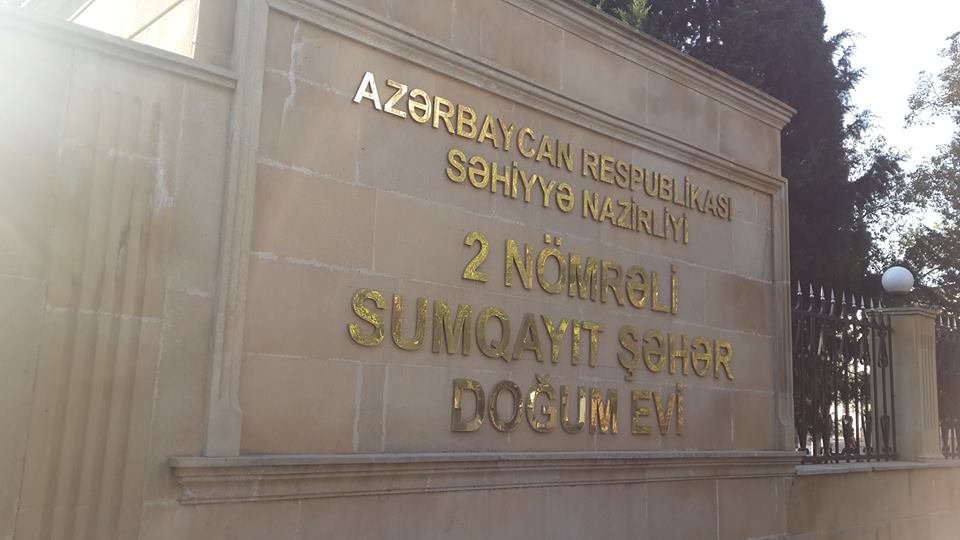 AZƏRBAYCAN RESPUBLİKASI
SƏHİYYƏ NAZİRLİYİ
2 NÖMRƏLİ
SUMQAYIT ŞƏHƏR
DOĞUM EVİ